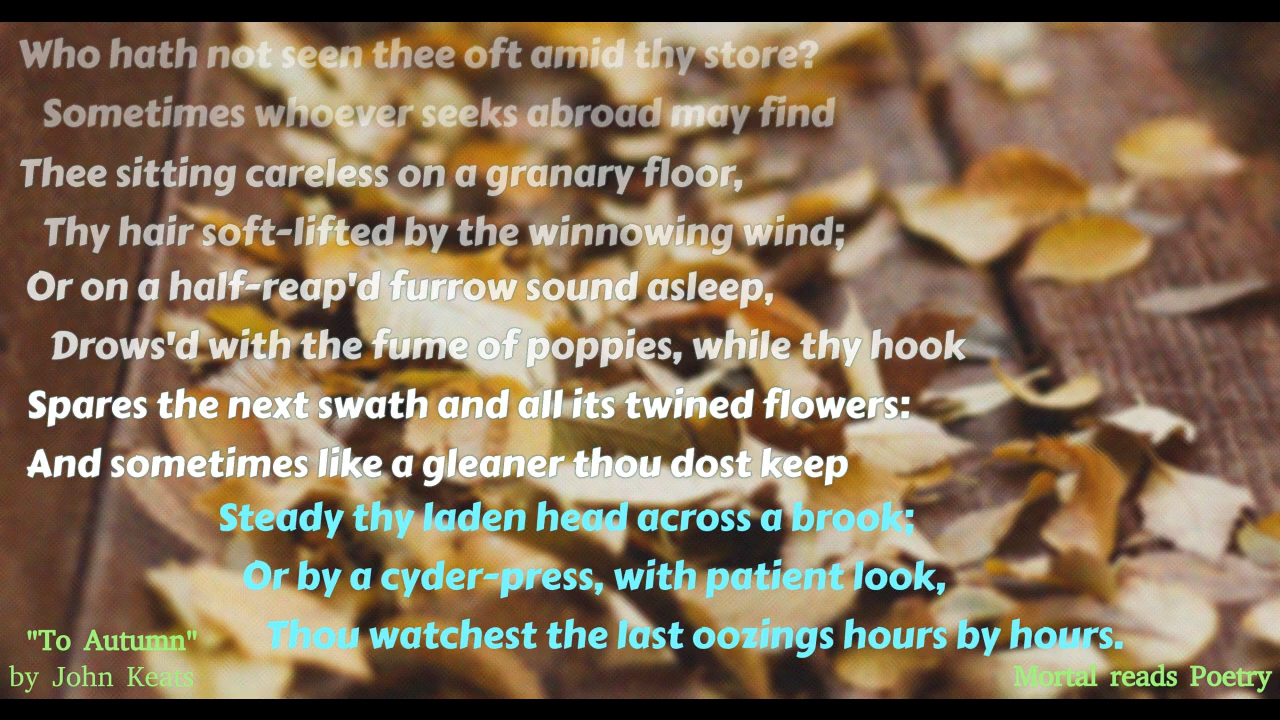 Who hath not seen thee oft amid thy store?
Sometimes whoever seeks abroad may find
Thee sitting careless on a granary floor,
Thy hair soft-lifted by the winnowing wind;
Or on a half-reap'd furrow sound asleep,
Drows'd with the fume of poppies, while thy hook
Spares the next swath and all its twined flowers:
And sometimes like a gleaner thou dost keep
Steady thy laden head across a brook;
Or by a cyder-press, with patient look,
Thou watchest the last oozings hours by hours.
"To Autumn"
by John Keats
Mortal reads Poetry